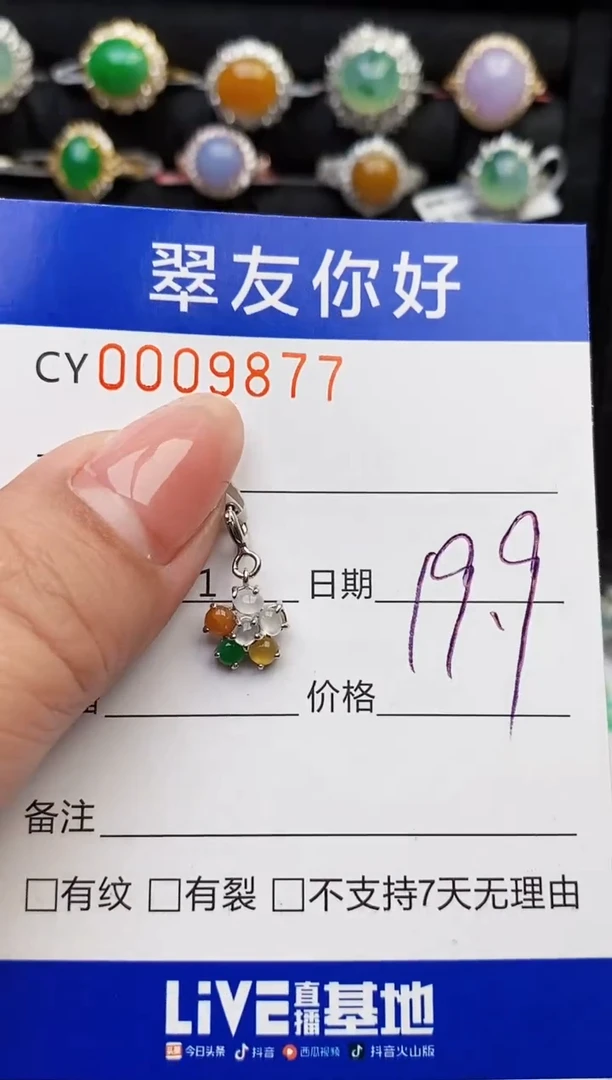 翠友你好
CY0009877
1 日期
19.9
价格
备注
□有纹 □有裂 □不支持7天无理由
LiVE直播基地
头条 今日头条 抖音 西瓜视频 抖音火山版